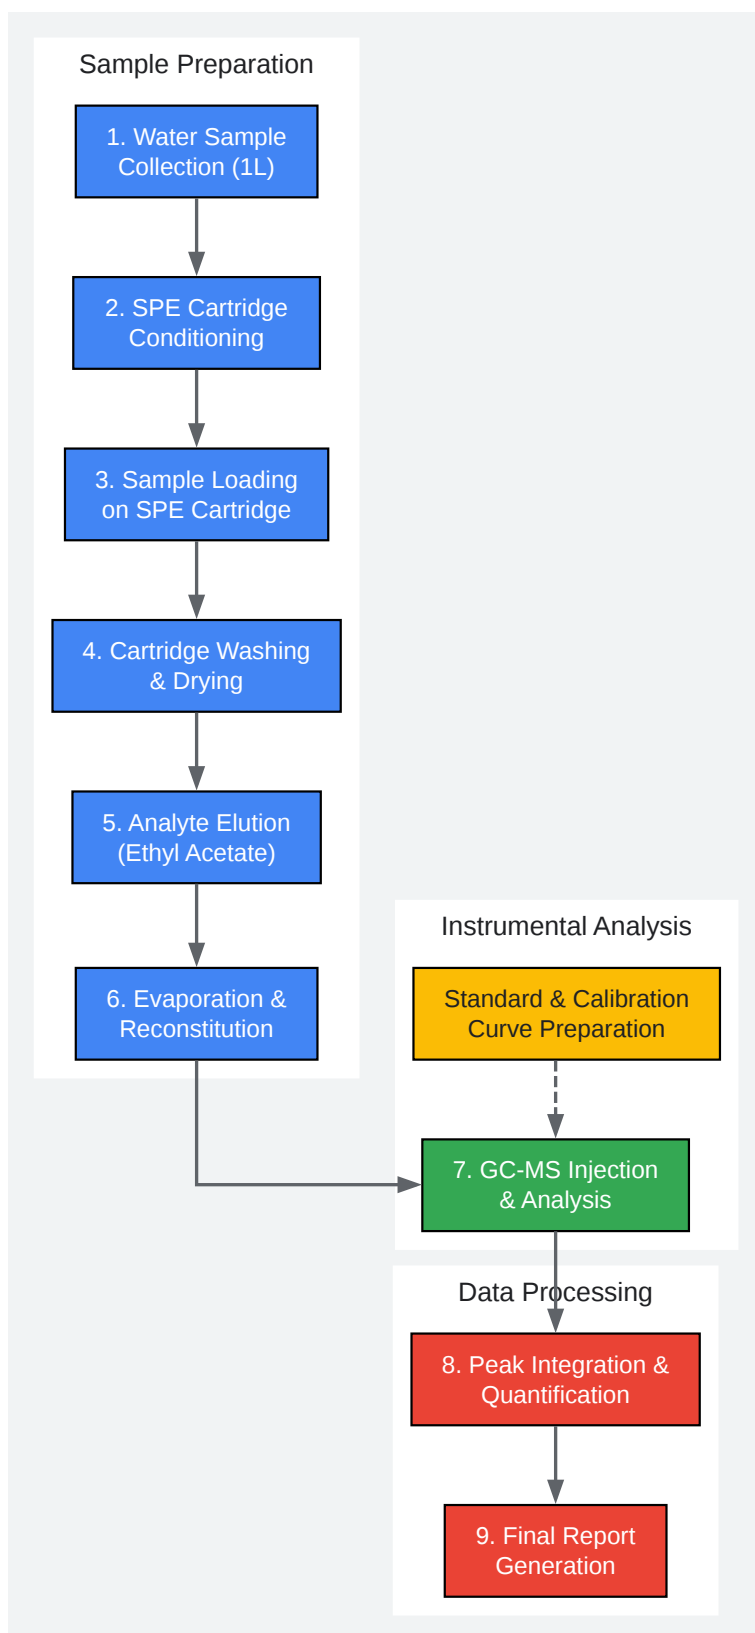 Sample Preparation
1. Water Sample
Collection (1L)
2. SPE Cartridge
Conditioning
3. Sample Loading
on SPE Cartridge
4. Cartridge Washing
& Drying
5. Analyte Elution
(Ethyl Acetate)
6. Evaporation &
Reconstitution
Instrumental Analysis
Standard & Calibration
Curve Preparation
7. GC-MS Injection
& Analysis
Data Processing
8. Peak Integration &
Quantification
9. Final Report
Generation